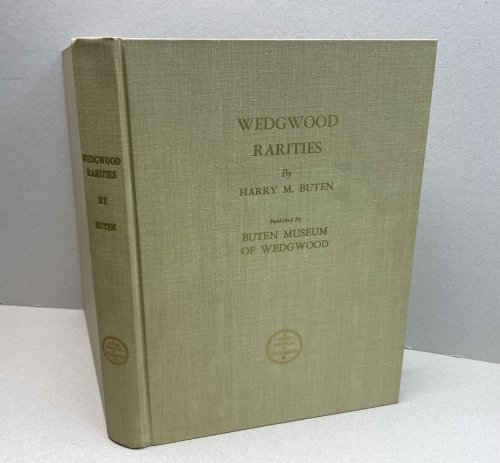 WEDGWOOD
RARITIES
BY
BUTEN
WEDGWOOD
RARITIES
By
HARRY M. BUTEN
Published By
BUTEN MUSEUM
OF WEDGWOOD